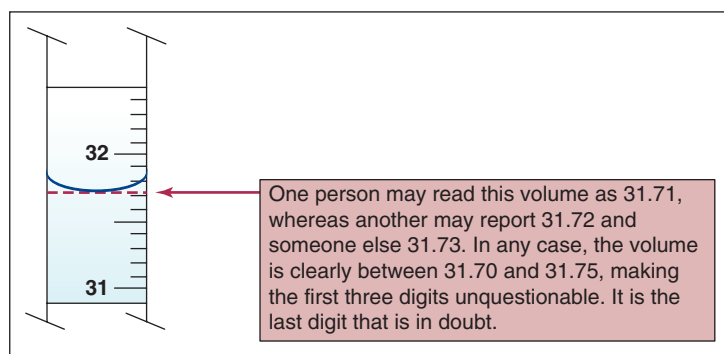 32
31
One person may read this volume as 31.71,
whereas another may report 31.72 and
someone else 31.73. In any case, the volume
is clearly between 31.70 and 31.75, making
the first three digits unquestionable. It is the
last digit that is in doubt.